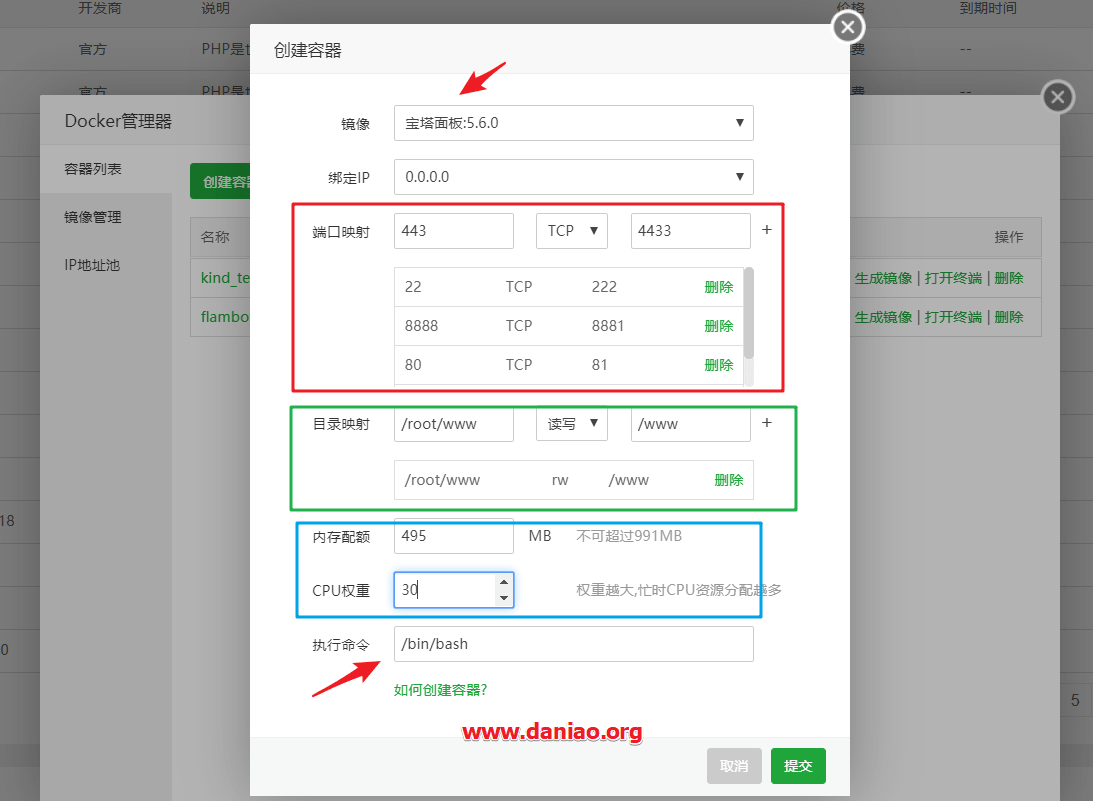 开发商 说明 价格 到期时间
创建容器
官方 PHP是 费 --
官方 PHP是 费 --
Docker管理器
镜像 宝塔面板:5.6.0
容器列表
绑定IP 0.0.0.0
创建容器
镜像管理
端口映射 443 TCP 4433 +
名称 操作
IP地址池
kind_te 生成镜像 | 打开终端 | 删除
22 TCP 222 删除
flambo 生成镜像 | 打开终端 | 删除
8888 TCP 8881 删除
80 TCP 81 删除
目录映射 /root/www 读写 /www +
/root/www rw /www 删除
18
内存配额 495 MB 不可超过991MB
CPU权重 30 权重越大,忙时CPU资源分配越多
0
执行命令 /bin/bash
如何创建容器?
5
www.daniao.org
取消 提交